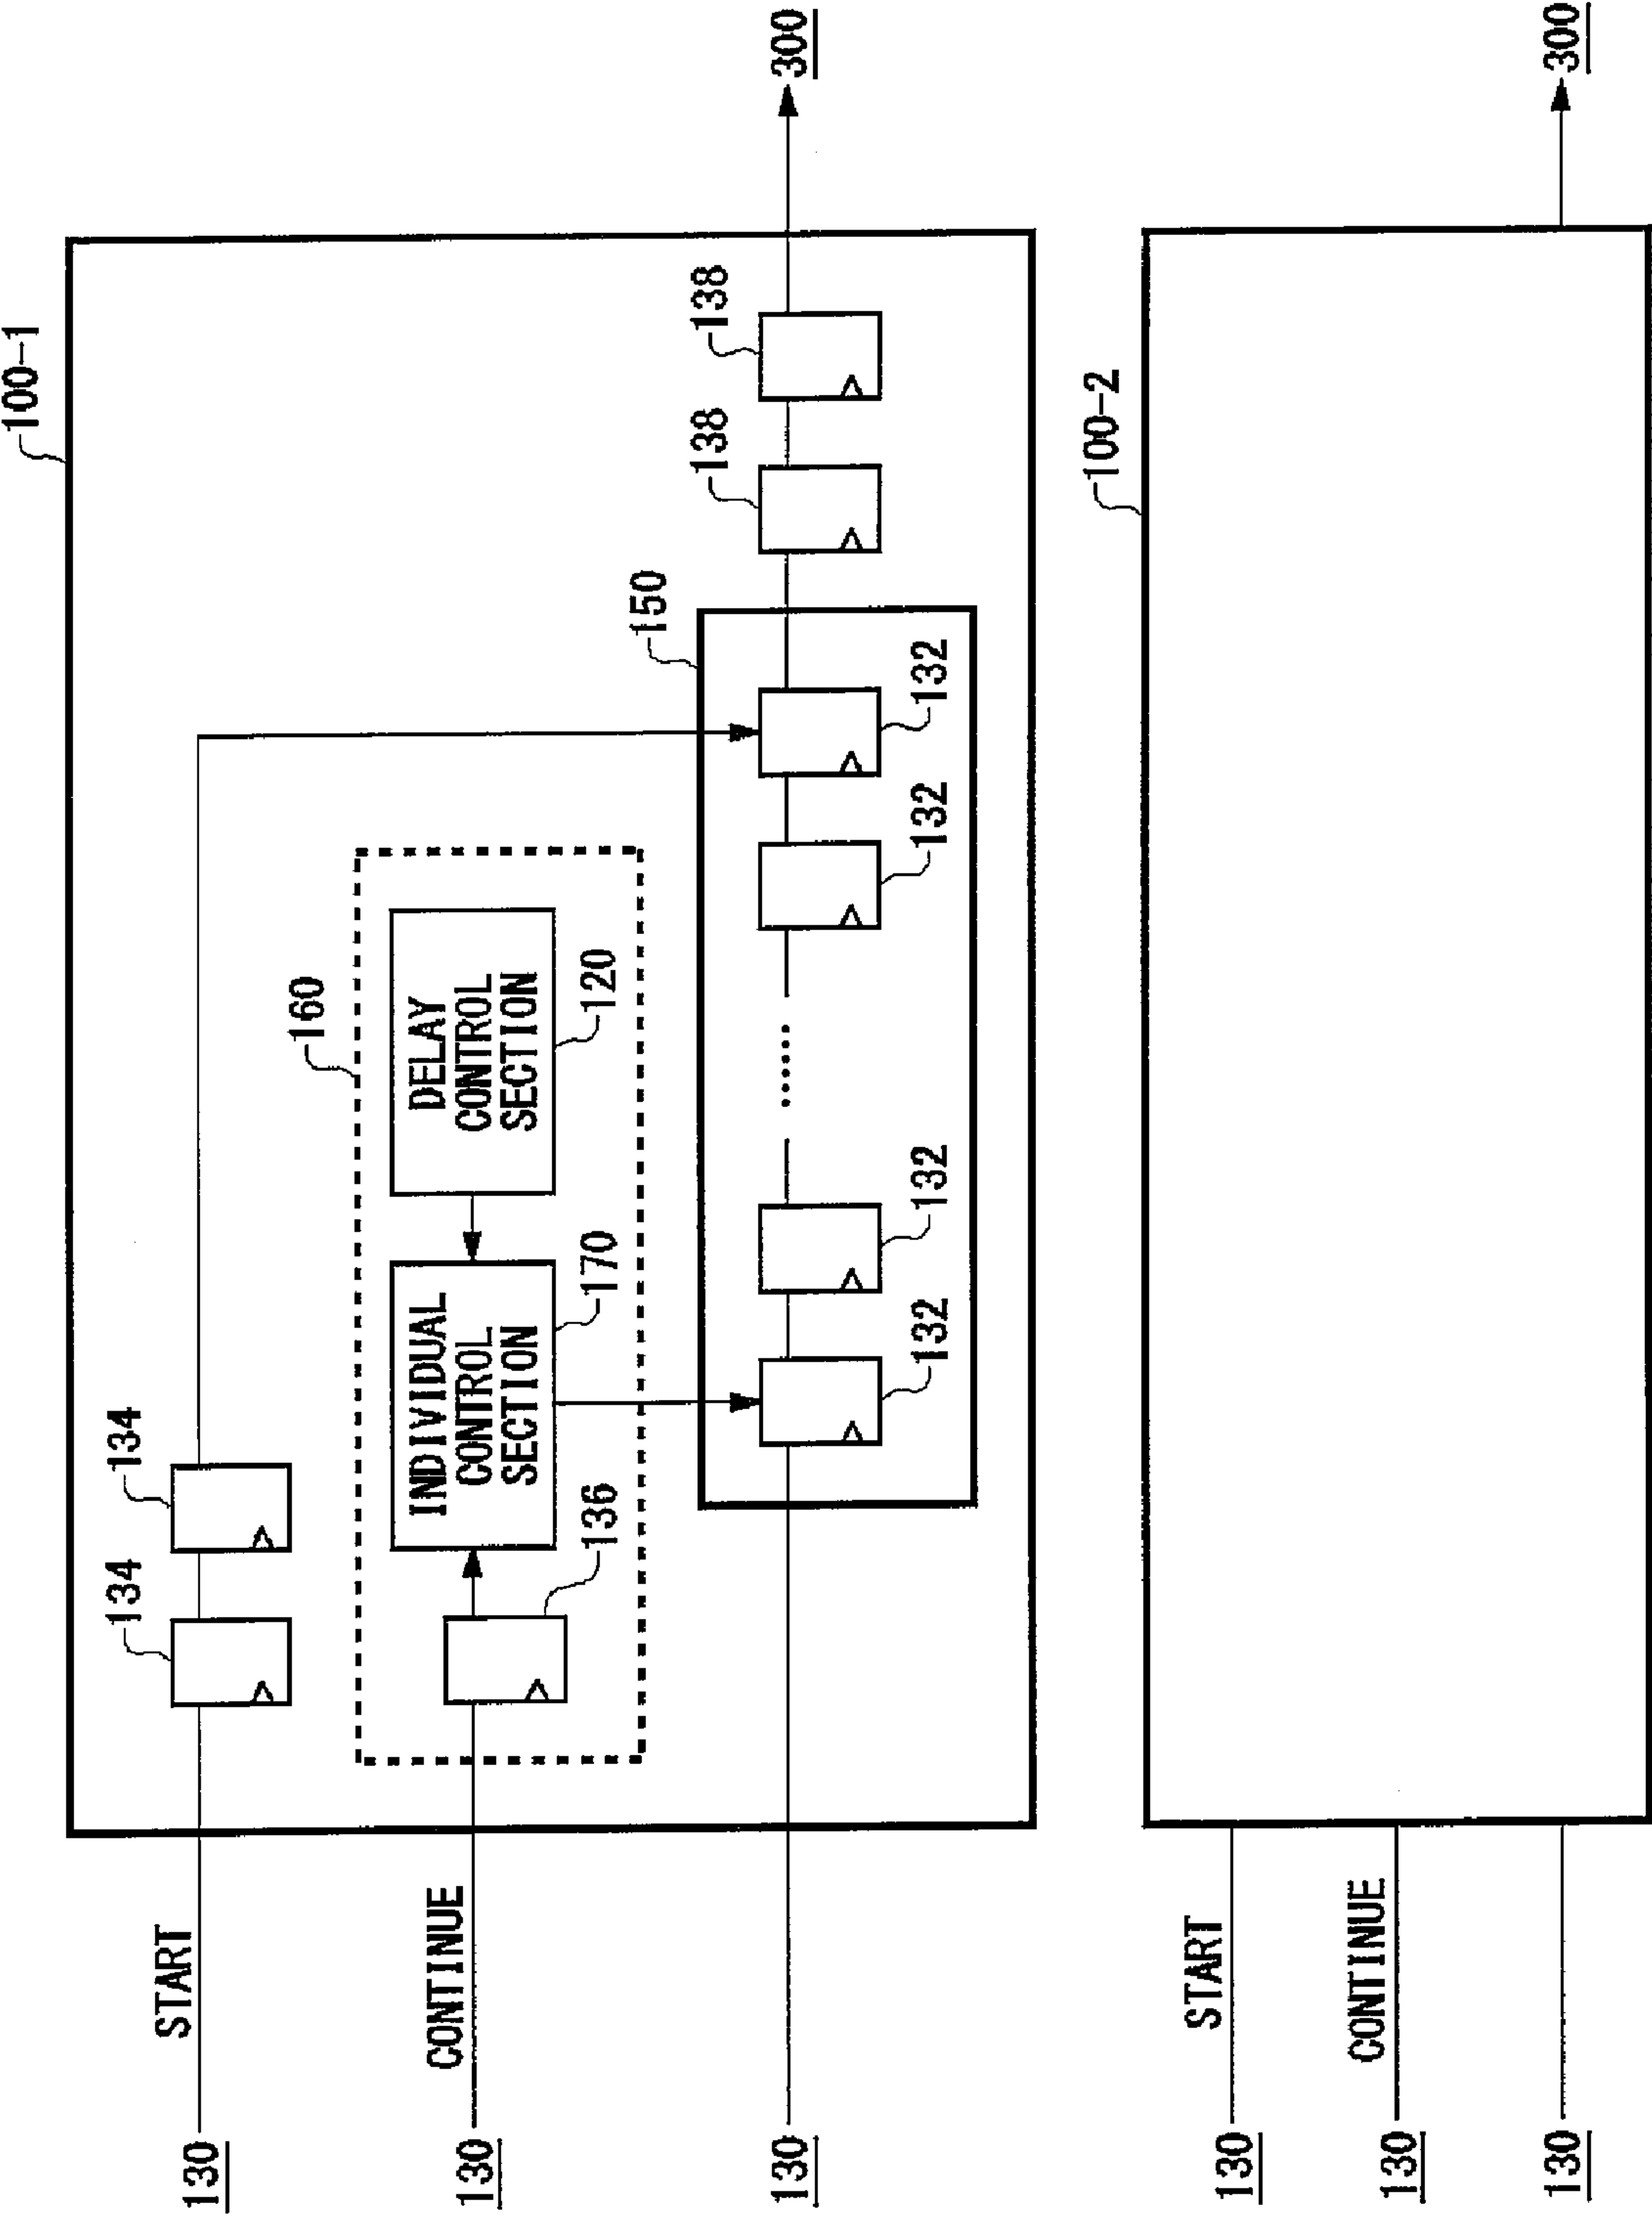 100-1
134
134
130
START
160
INDIVIDUAL
CONTROL
SECTION
DELAY
CONTROL
SECTION
170
120
130
CONTINUE
136
150
138
138
130
300
132
132
132
132
100-2
130
START
130
CONTINUE
130
300